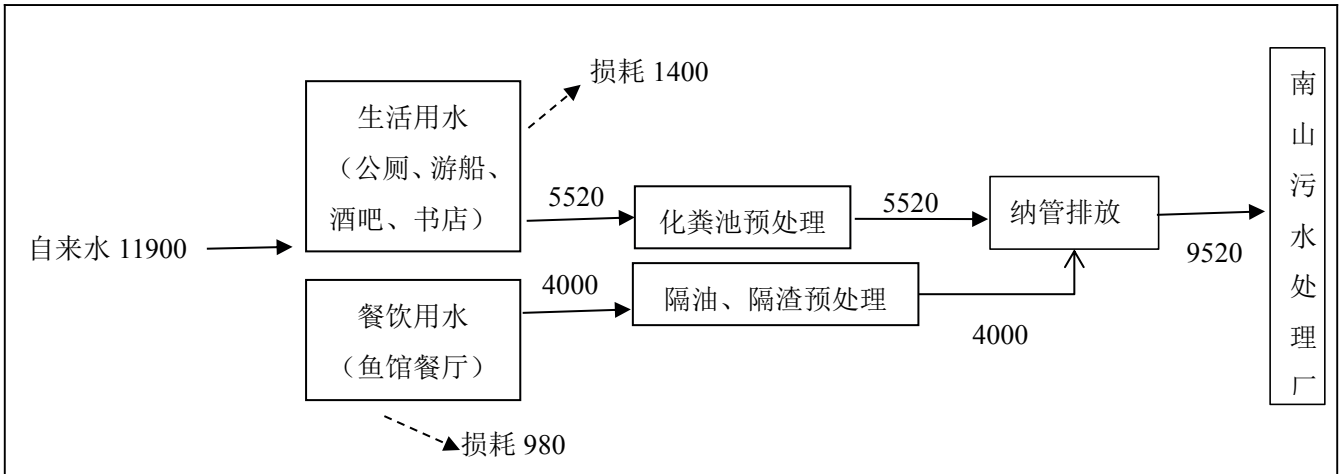 损耗 1400
生活用水
（公厕、游船、
酒吧、书店）
5520
化粪池预处理
5520
纳管排放
9520
南山污水处理厂
自来水 11900
餐饮用水
（鱼馆餐厅）
4000
隔油、隔渣预处理
4000
损耗 980